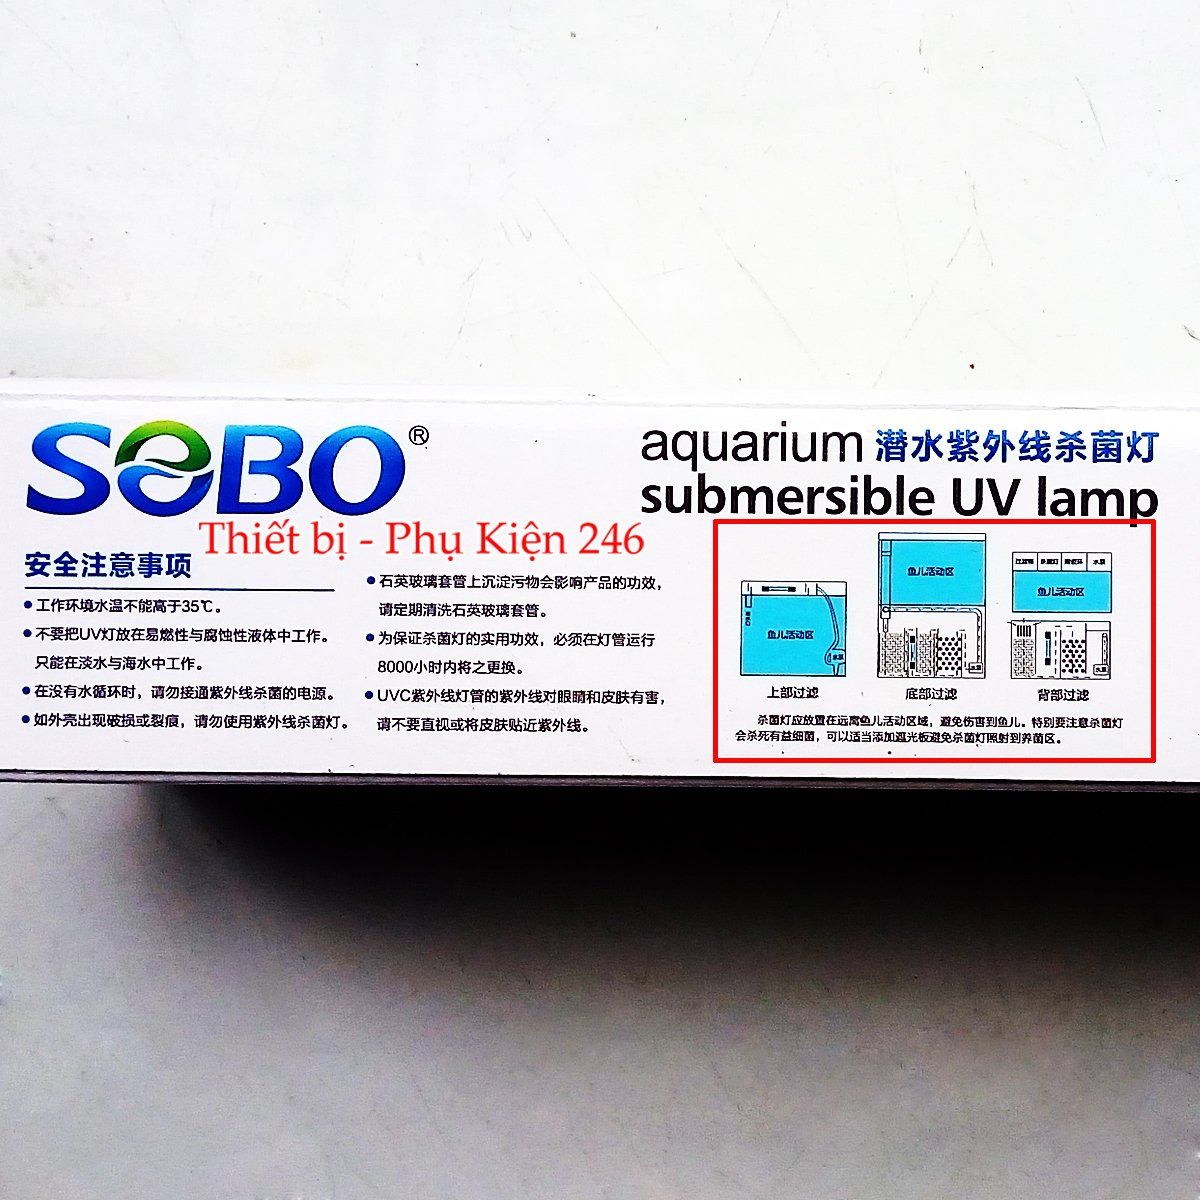 SOBO®
aquarium 潜水紫外线杀菌灯
submersible UV lamp
Thiết bị - Phụ Kiện 246
安全注意事项
●工作环境水温不能高于35℃。
●不要把UV灯放在易燃性与腐蚀性液体中工作。
只能在淡水与海水中工作。
●在没有水循环时，请勿接通紫外线杀菌的电源。
●如外壳出现破损或裂痕，请勿使用紫外线杀菌灯。
●石英玻璃套管上沉淀污物会影响产品的功效，
请定期清洗石英玻璃套管。
●为保证杀菌灯的实用功效，必须在灯管运行
8000小时内将之更换。
●UVC紫外线灯管的紫外线对眼睛和皮肤有害，
请不要直视或将皮肤贴近紫外线。
鱼儿活动区
水泵
上部过滤
鱼儿活动区
水泵
底部过滤
杀菌灯 水泵
鱼儿活动区
水泵
背部过滤
杀菌灯应放置在远离鱼儿活动区域，避免伤害到鱼儿。特别要注意杀菌灯
会杀死有益细菌，可以适当添加遮光板避免杀菌灯照射到养菌区。